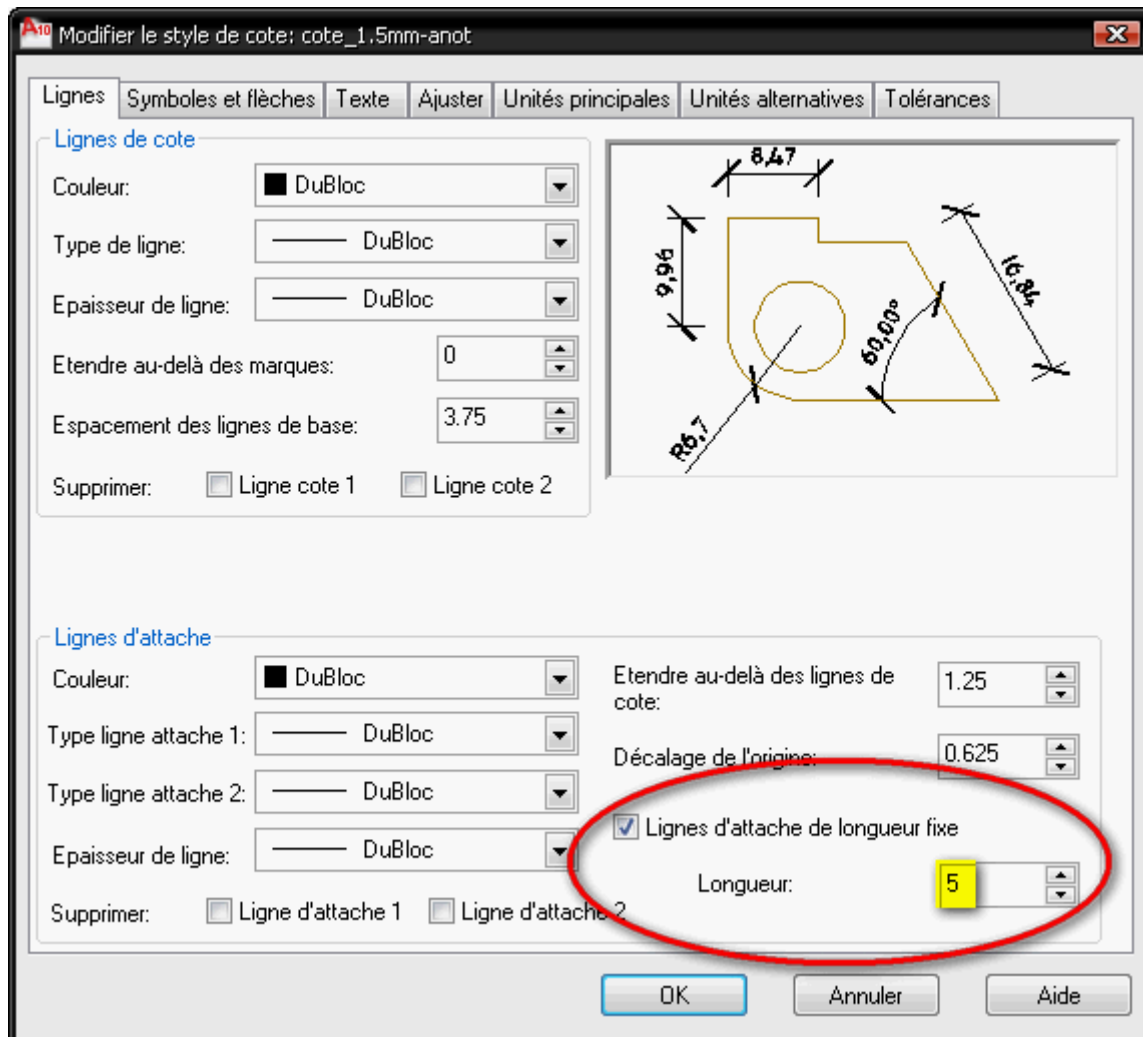 A10 Modifier le style de cote: cote_1.5mm-anot
Lignes Symboles et flèches Texte Ajuster Unités principales Unités alternatives Tolérances
Lignes de cote
Couleur: DuBloc
Type de ligne: DuBloc
Epaisseur de ligne: DuBloc
Etendre au-delà des marques: 0
Espacement des lignes de base: 3.75
Supprimer: Ligne cote 1 Ligne cote 2
8,47
9,96
16,84
60,00°
R6,7
Lignes d'attache
Couleur: DuBloc
Type ligne attache 1: DuBloc
Type ligne attache 2: DuBloc
Epaisseur de ligne: DuBloc
Supprimer: Ligne d'attache 1 Ligne d'attache 2
Etendre au-delà des lignes de
cote: 1.25
Décalage de l'origine: 0.625
Lignes d'attache de longueur fixe
Longueur: 5
OK Annuler Aide